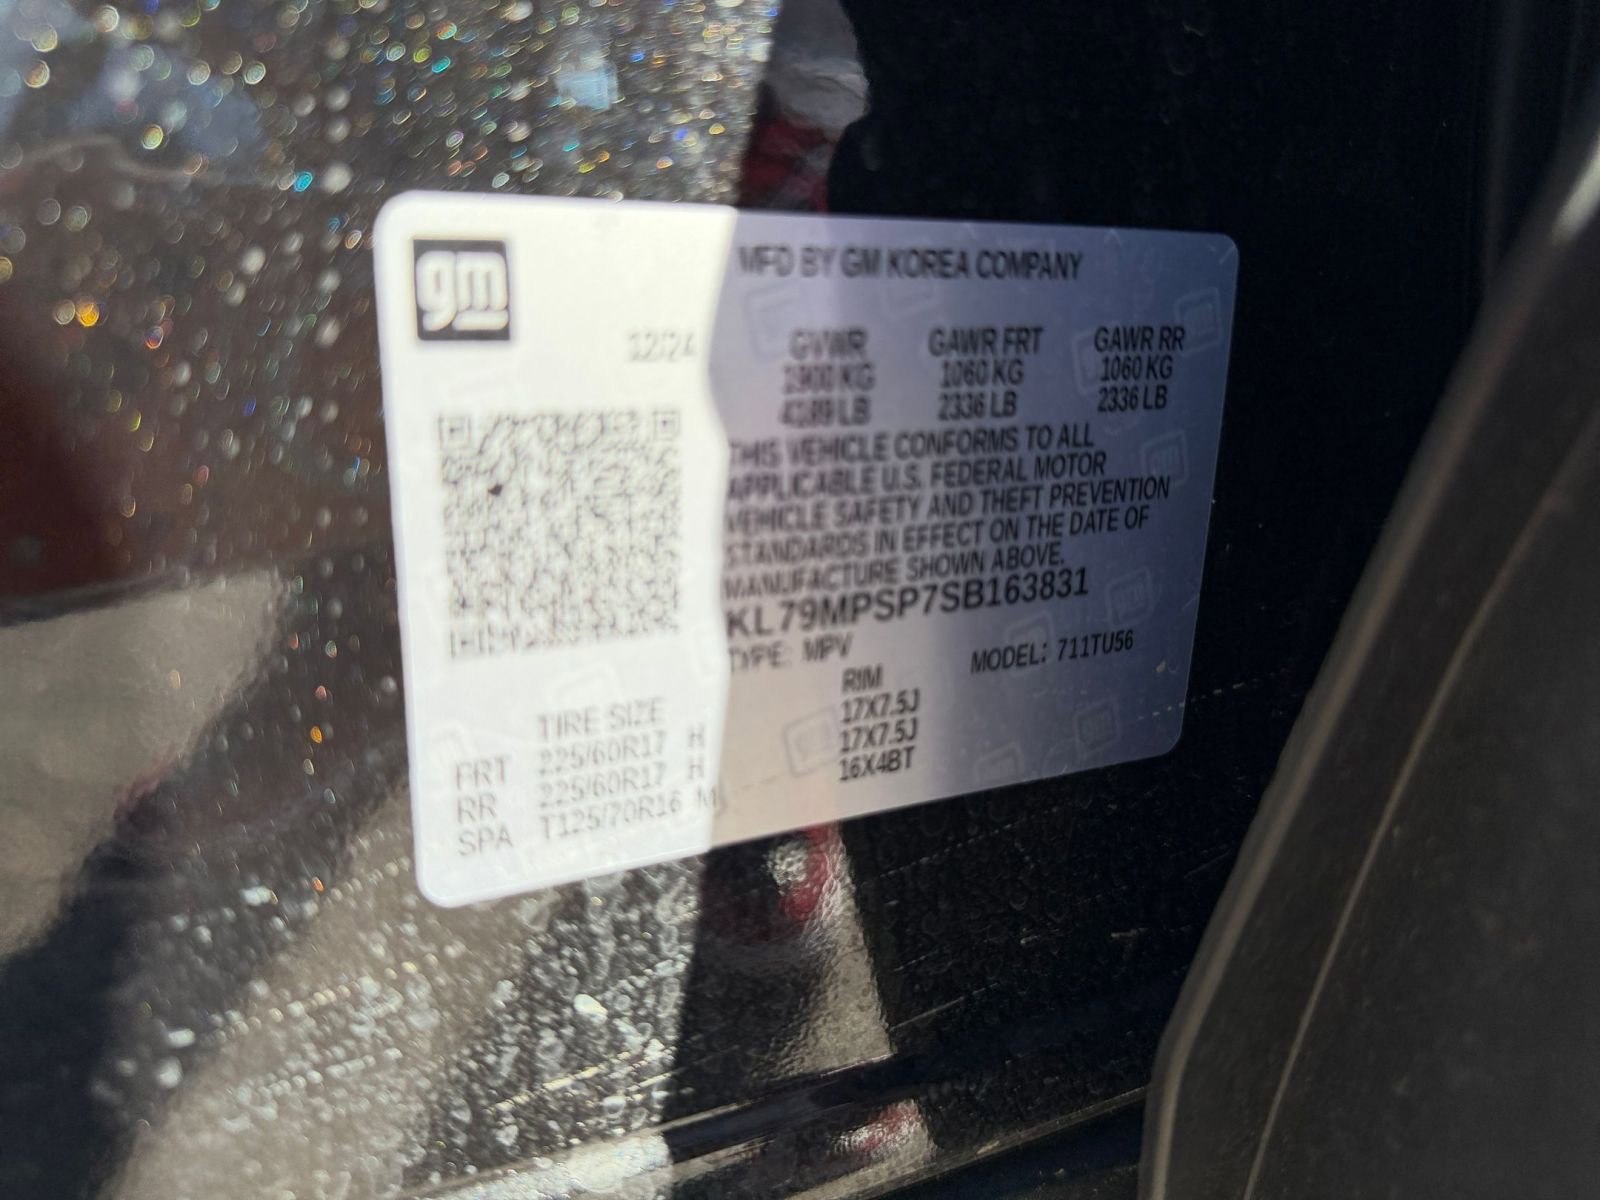 gm
MFD BY GM KOREA COMPANY
12/24
GVWR GAWR FRT GAWR RR
1900 KG 1060 KG 1060 KG
4189 LB 2336 LB 2336 LB
THIS VEHICLE CONFORMS TO ALL
APPLICABLE U.S. FEDERAL MOTOR
VEHICLE SAFETY AND THEFT PREVENTION
STANDARDS IN EFFECT ON THE DATE OF
MANUFACTURE SHOWN ABOVE.
KL79MPSP7SB163831
TYPE: MPV MODEL: 711TU56
TIRE SIZE RIM
FRT 225/60R17 H 17X7.5J
RR 225/60R17 H 17X7.5J
SPA T125/70R16 M 16X4BT